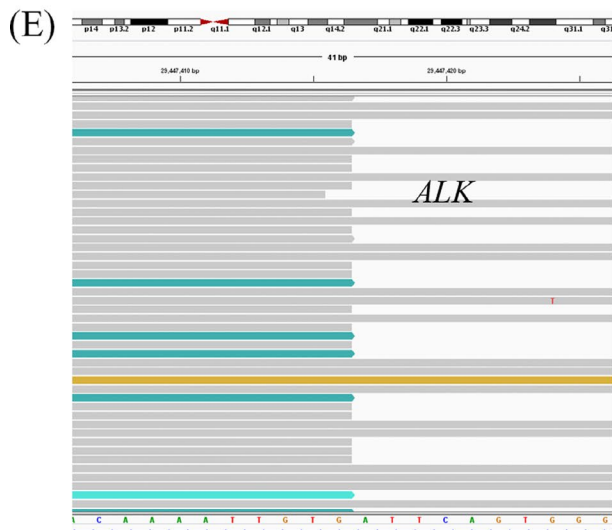 (E)
p14 p13.2 p12 p11.2 q11.1 q12.1 q13 q14.2 q21.1 q22.1 q22.3 q23.3 q24.2 q31.1
41 bp
29,447,410 bp 29,447,420 bp
ALK
T
A C A A A A T T G T G A T T C A G T G G G